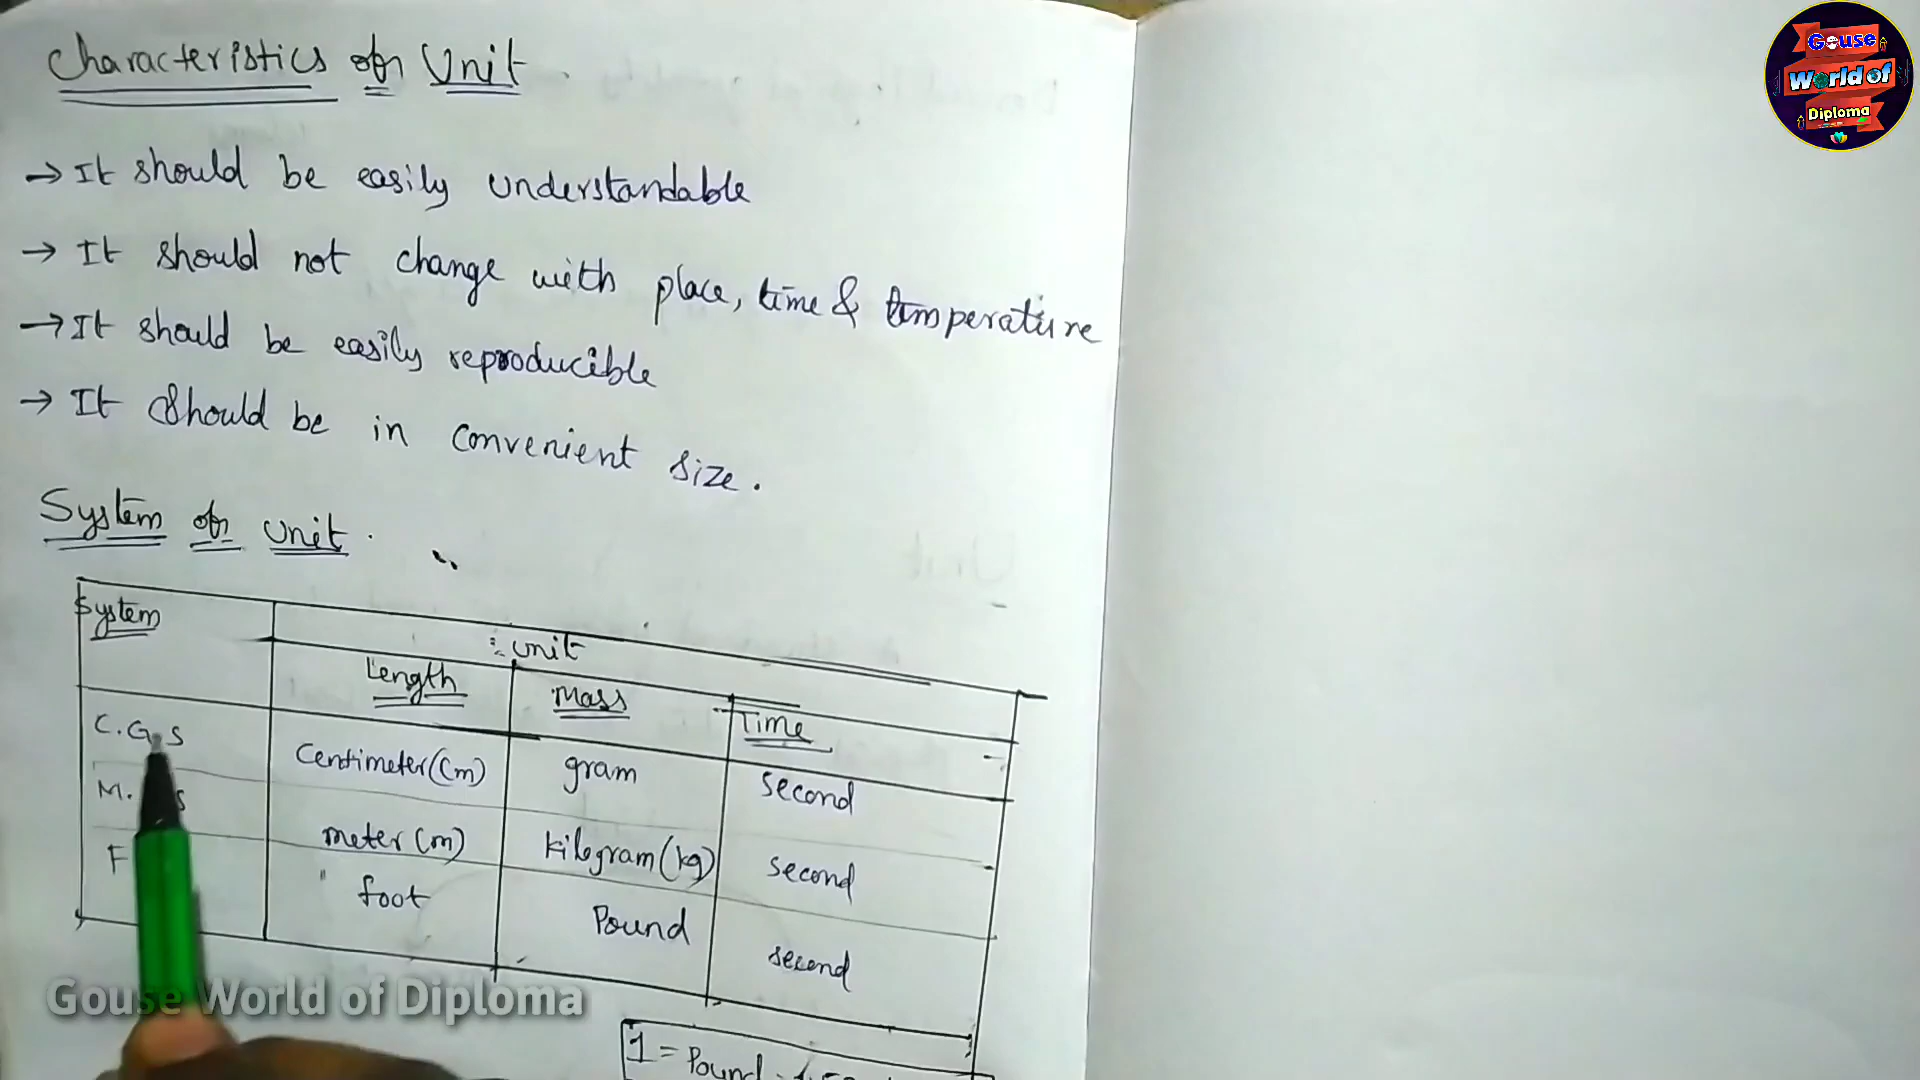 Characteristics of Unit
→ It should be easily understandable
→ It should not change with place, time & temperature
→ It should be easily reproducible
→ It should be in convenient size.
System of unit
System
: unit
Length Mass Time
C.G.S Centimeter(Cm) gram second
M. S meter(m) kilogram(kg) second
F foot Pound second
1 = Pound
Gouse World of Diploma
Gouse
World of
Diploma